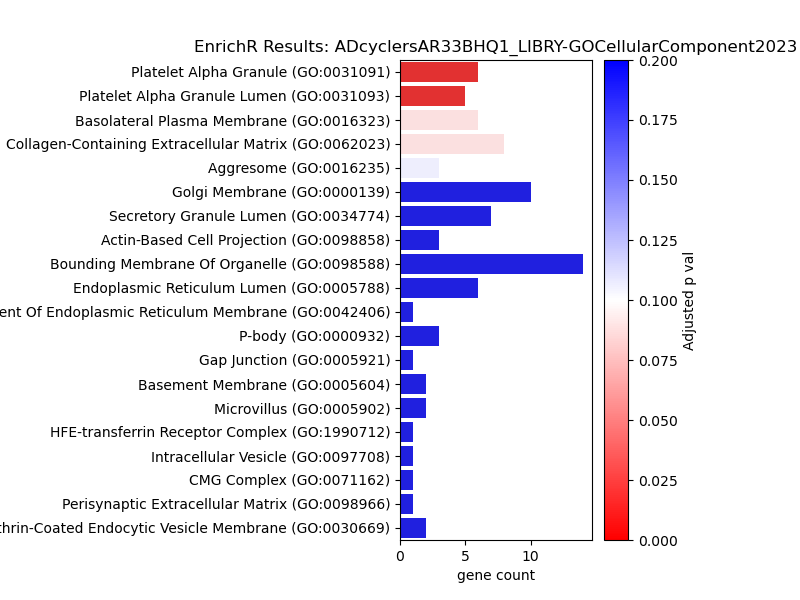 EnrichR Results: ADcyclersAR33BHQ1_LIBRY-GOCellularComponent2023
Platelet Alpha Granule (GO:0031091)
Platelet Alpha Granule Lumen (GO:0031093)
Basolateral Plasma Membrane (GO:0016323)
Collagen-Containing Extracellular Matrix (GO:0062023)
Aggresome (GO:0016235)
Golgi Membrane (GO:0000139)
Secretory Granule Lumen (GO:0034774)
Actin-Based Cell Projection (GO:0098858)
Bounding Membrane Of Organelle (GO:0098588)
Endoplasmic Reticulum Lumen (GO:0005788)
ent Of Endoplasmic Reticulum Membrane (GO:0042406)
P-body (GO:0000932)
Gap Junction (GO:0005921)
Basement Membrane (GO:0005604)
Microvillus (GO:0005902)
HFE-transferrin Receptor Complex (GO:1990712)
Intracellular Vesicle (GO:0097708)
CMG Complex (GO:0071162)
Perisynaptic Extracellular Matrix (GO:0098966)
thrin-Coated Endocytic Vesicle Membrane (GO:0030669)
0 5 10
gene count
0.200
0.175
0.150
0.125
0.100
0.075
0.050
0.025
0.000
Adjusted p val